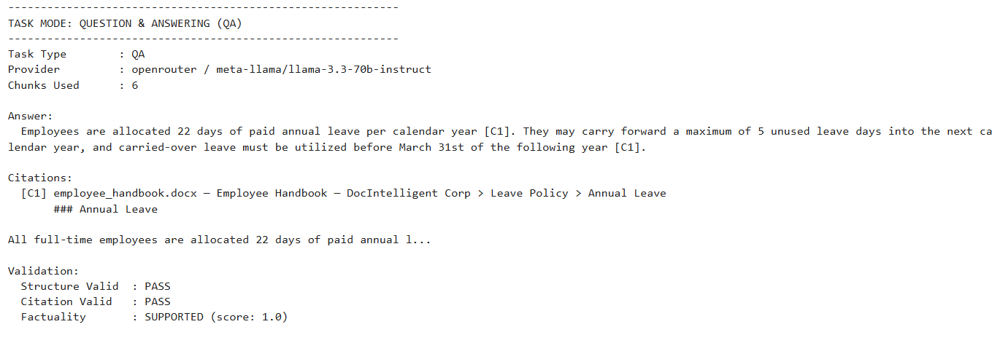 ------------------------------------------------------------
TASK MODE: QUESTION & ANSWERING (QA)
------------------------------------------------------------
Task Type        : QA
Provider         : openrouter / meta-llama/llama-3.3-70b-instruct
Chunks Used      : 6

Answer:
  Employees are allocated 22 days of paid annual leave per calendar year [C1]. They may carry forward a maximum of 5 unused leave days into the next ca
lendar year, and carried-over leave must be utilized before March 31st of the following year [C1].

Citations:
  [C1] employee_handbook.docx — Employee Handbook — DocIntelligent Corp > Leave Policy > Annual Leave
       ### Annual Leave

All full-time employees are allocated 22 days of paid annual l...

Validation:
  Structure Valid  : PASS
  Citation Valid   : PASS
  Factuality       : SUPPORTED (score: 1.0)